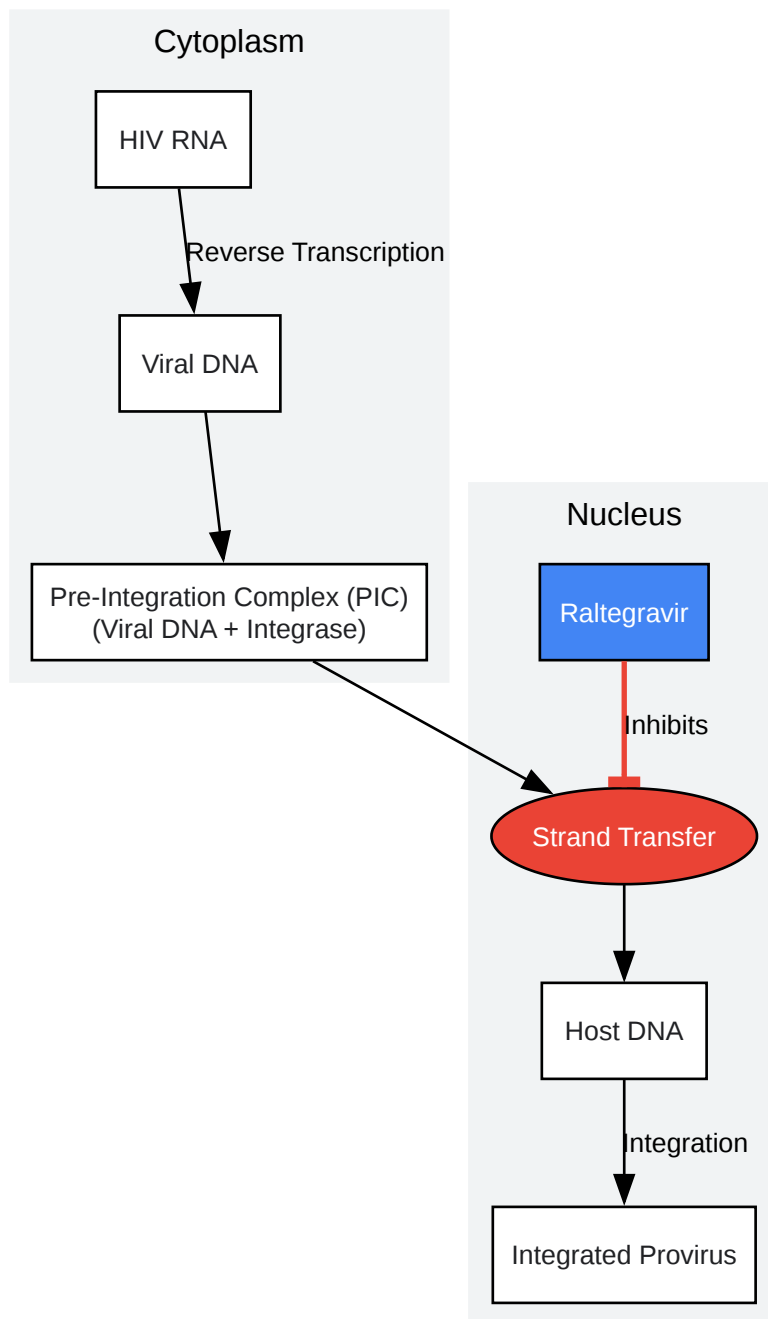 Cytoplasm
HIV RNA
Reverse Transcription
Viral DNA
Pre-Integration Complex (PIC)
(Viral DNA + Integrase)
Nucleus
Raltegravir
Inhibits
Strand Transfer
Host DNA
Integration
Integrated Provirus